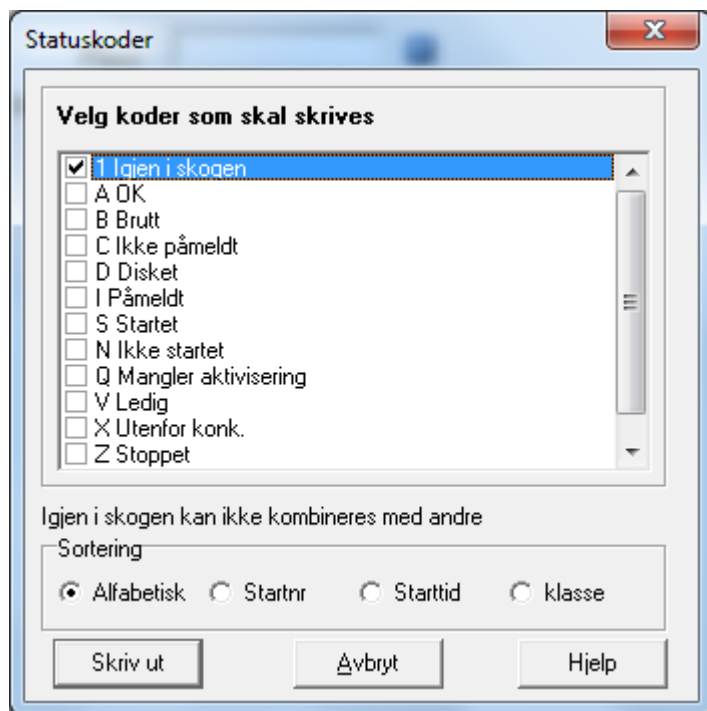 Statuskoder
Velg koder som skal skrives
1 Igjen i skogen
A OK
B Brutt
C Ikke påmeldt
D Disket
I Påmeldt
S Startet
N Ikke startet
Q Mangler aktivisering
V Ledig
X Utenfor konk.
Z Stoppet
Igjen i skogen kan ikke kombineres med andre
Sortering
Alfabetisk Startnr Starttid klasse
Skriv ut Avbryt Hjelp